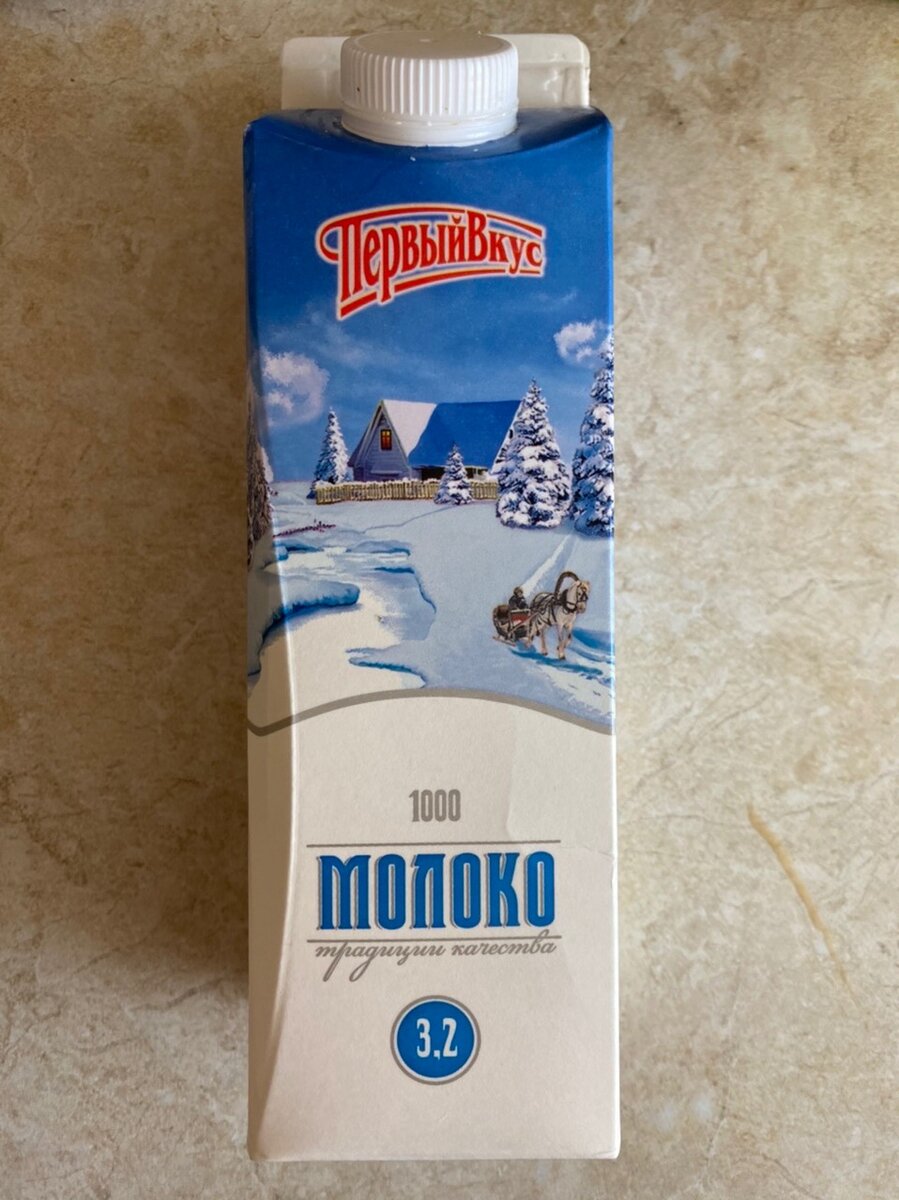 ПервыйВкус
1000
МОЛОКО
традиции качества
3,2